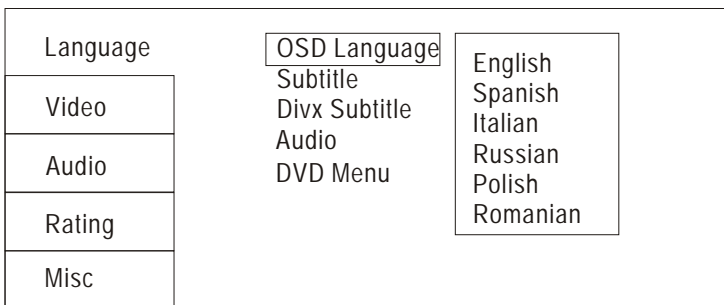 Language
Video
Audio
Rating
Misc
OSD Language
Subtitle
Divx Subtitle
Audio
DVD Menu
English
Spanish
Italian
Russian
Polish
Romanian